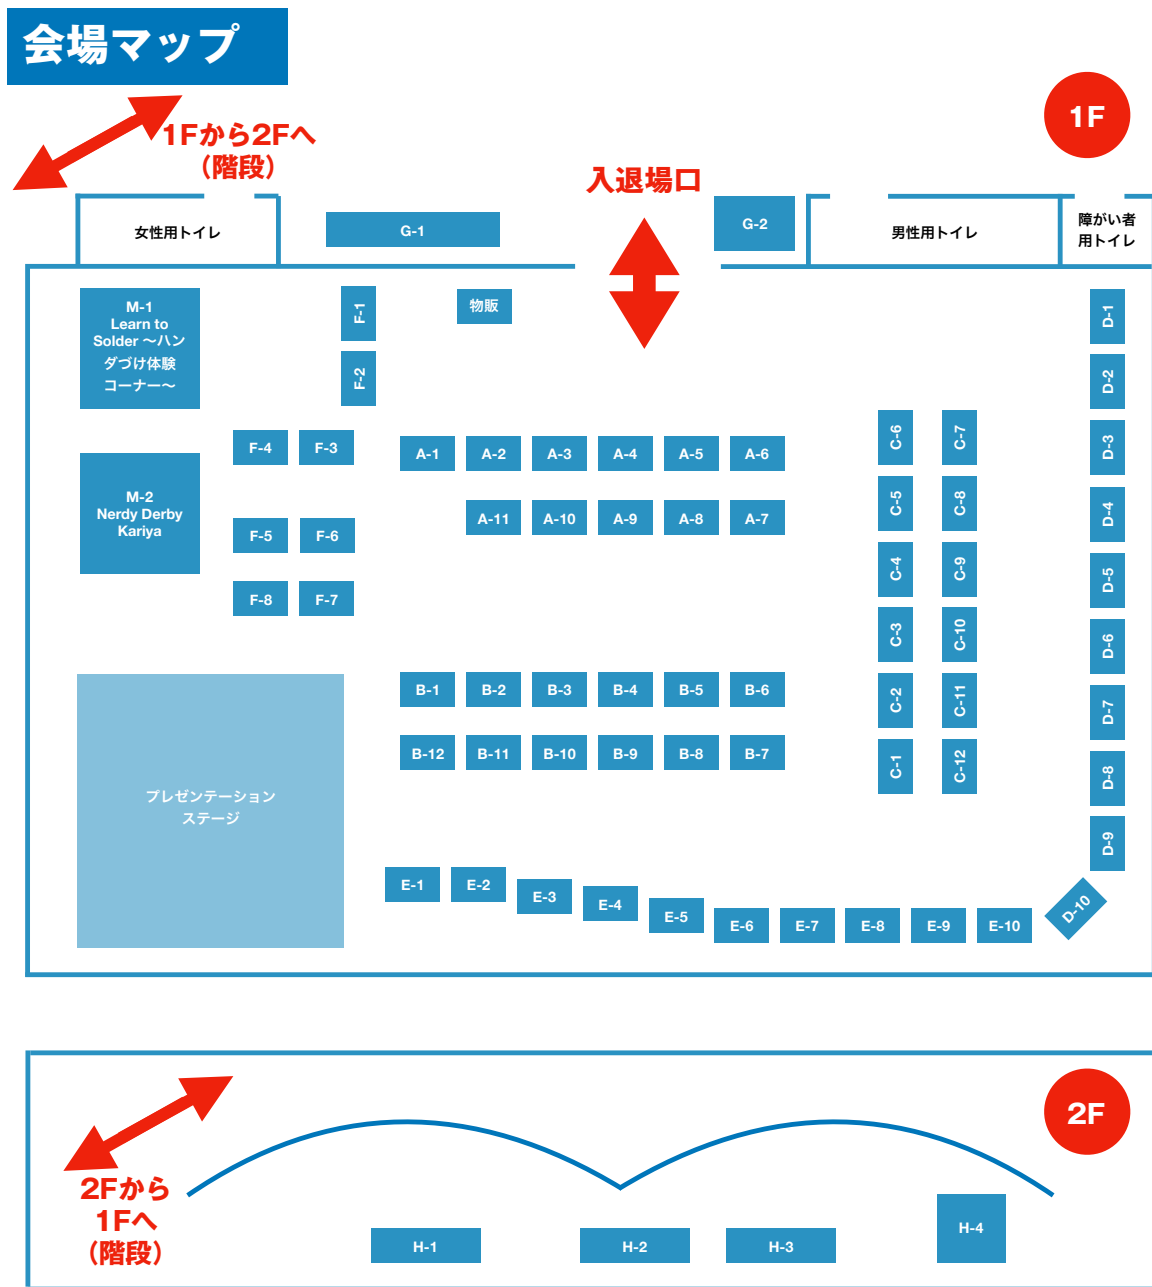 会場マップ
1Fから2Fへ
（階段）
1F
入退場口
女性用トイレ
G-1
G-2
男性用トイレ
障がい者
用トイレ
M-1
Learn to
Solder ～ハン
ダづけ体験
コーナー～
F-1
物販
D-1
F-2
D-2
F-4
F-3
A-1
A-2
A-3
A-4
A-5
A-6
C-6
C-7
D-3
M-2
Nerdy Derby
Kariya
A-11
A-10
A-9
A-8
A-7
C-5
C-8
D-4
F-5
F-6
C-4
C-9
D-5
F-8
F-7
C-3
C-10
D-6
B-1
B-2
B-3
B-4
B-5
B-6
C-2
C-11
D-7
B-12
B-11
B-10
B-9
B-8
B-7
C-1
C-12
D-8
プレゼンテーション
ステージ
D-9
E-1
E-2
E-3
E-4
E-5
E-6
E-7
E-8
E-9
E-10
D-10
2F
2Fから
1Fへ
（階段）
H-1
H-2
H-3
H-4